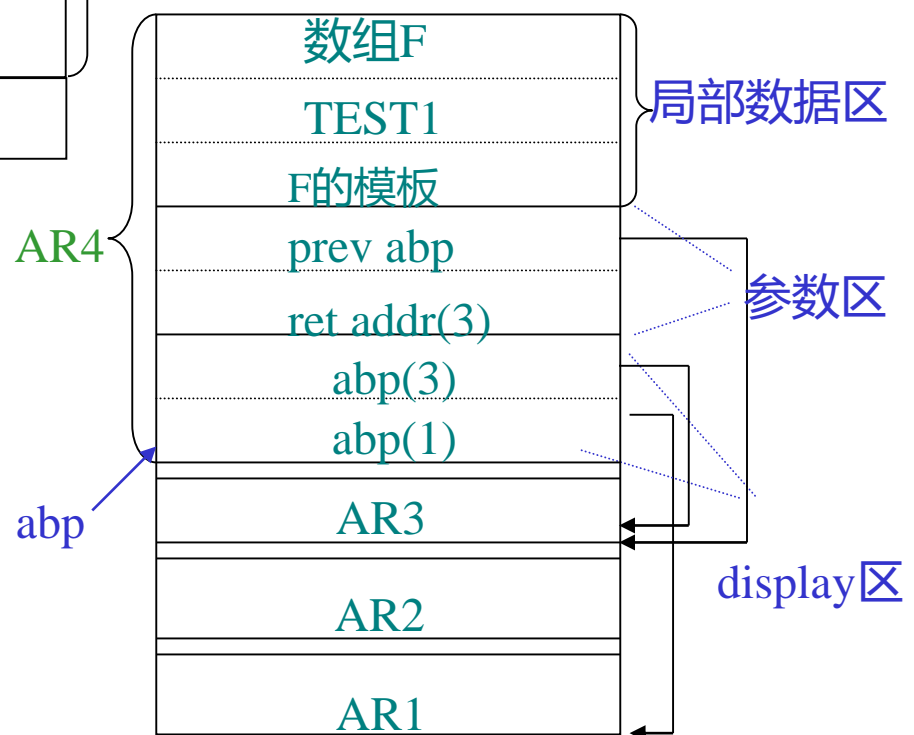 数组F
TEST1
局部数据区
F的模板
AR4
prev abp
参数区
ret addr(3)
abp(3)
abp(1)
abp
AR3
display区
AR2
AR1